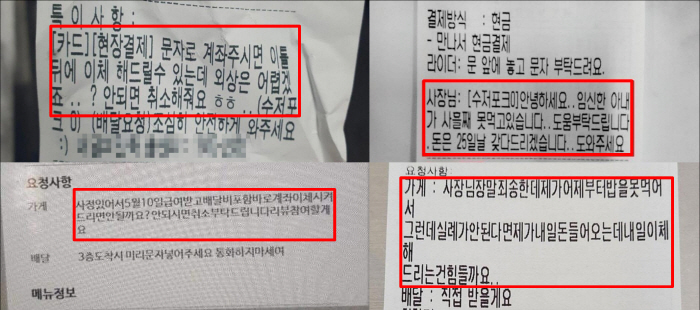 특이사항:
[카드][현장결제] 문자로 계좌주시면 이틀
뒤에 이체 해드릴수 있는데 외상은 어렵겠
죠..? 안되면 취소해줘요 ㅎㅎ (수저포
크 0) (배달요청)조심히 안전하게 와주세요
:)
결제방식 : 현금
- 만나서 현금결제
라이더: 문 앞에 놓고 문자 부탁드려요.
사장님: [수저포크0]안녕하세요..임신한 아내
가 사흘째 못먹고있습니다..도움부탁드립니다
.돈은 25일날 갖다드리겠습니다..도와주세요
요청사항
가게 사정있어서5월10일급여받고배달비포함바로계좌이체시켜
드리면안될까요?안되시면취소부탁드립니다리뷰참여할게
요
배달 3층도착시 미리문자넣어주세요 통화하지마세여
메뉴정보
요청사항:
가게 : 사장님정말죄송한데제가어제부터밥을못먹어
서
그런데실례가안된다면제가내일돈들어오는데내일이체
해
드리는건힘들까요..
배달 : 직접 받을게요